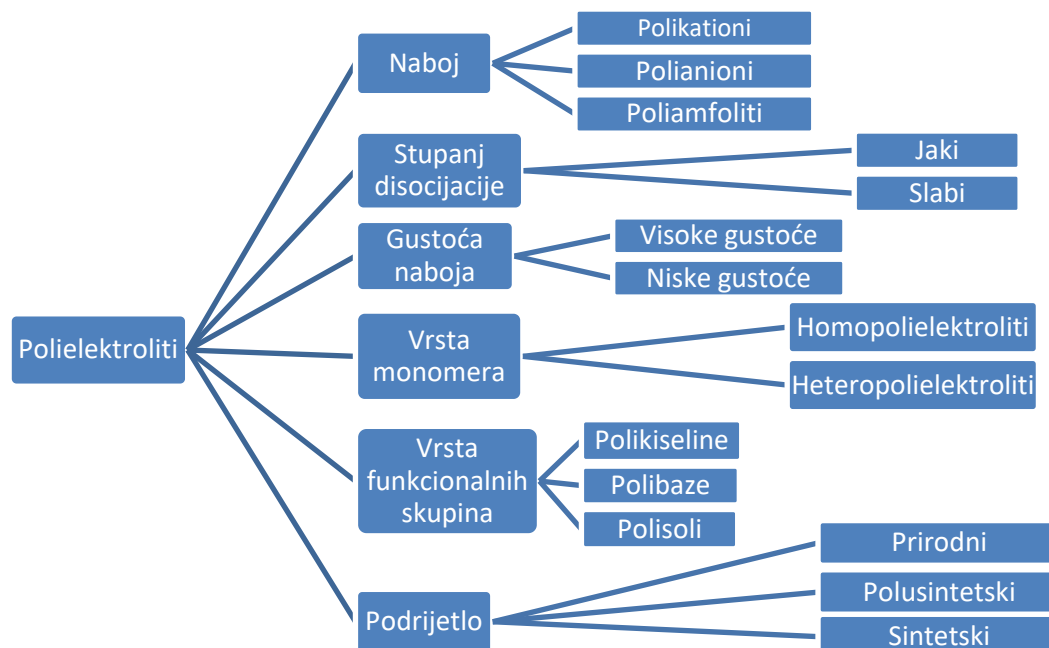 Polielektroliti
Naboj
Polikationi
Polianioni
Poliamfoliti
Stupanj
disocijacije
Jaki
Slabi
Gustoća
naboja
Visoke gustoće
Niske gustoće
Vrsta
monomera
Homopolielektroliti
Heteropolielektroliti
Vrsta
funkcionalnih
skupina
Polikiseline
Polibaze
Polisoli
Podrijetlo
Prirodni
Polusintetski
Sintetski